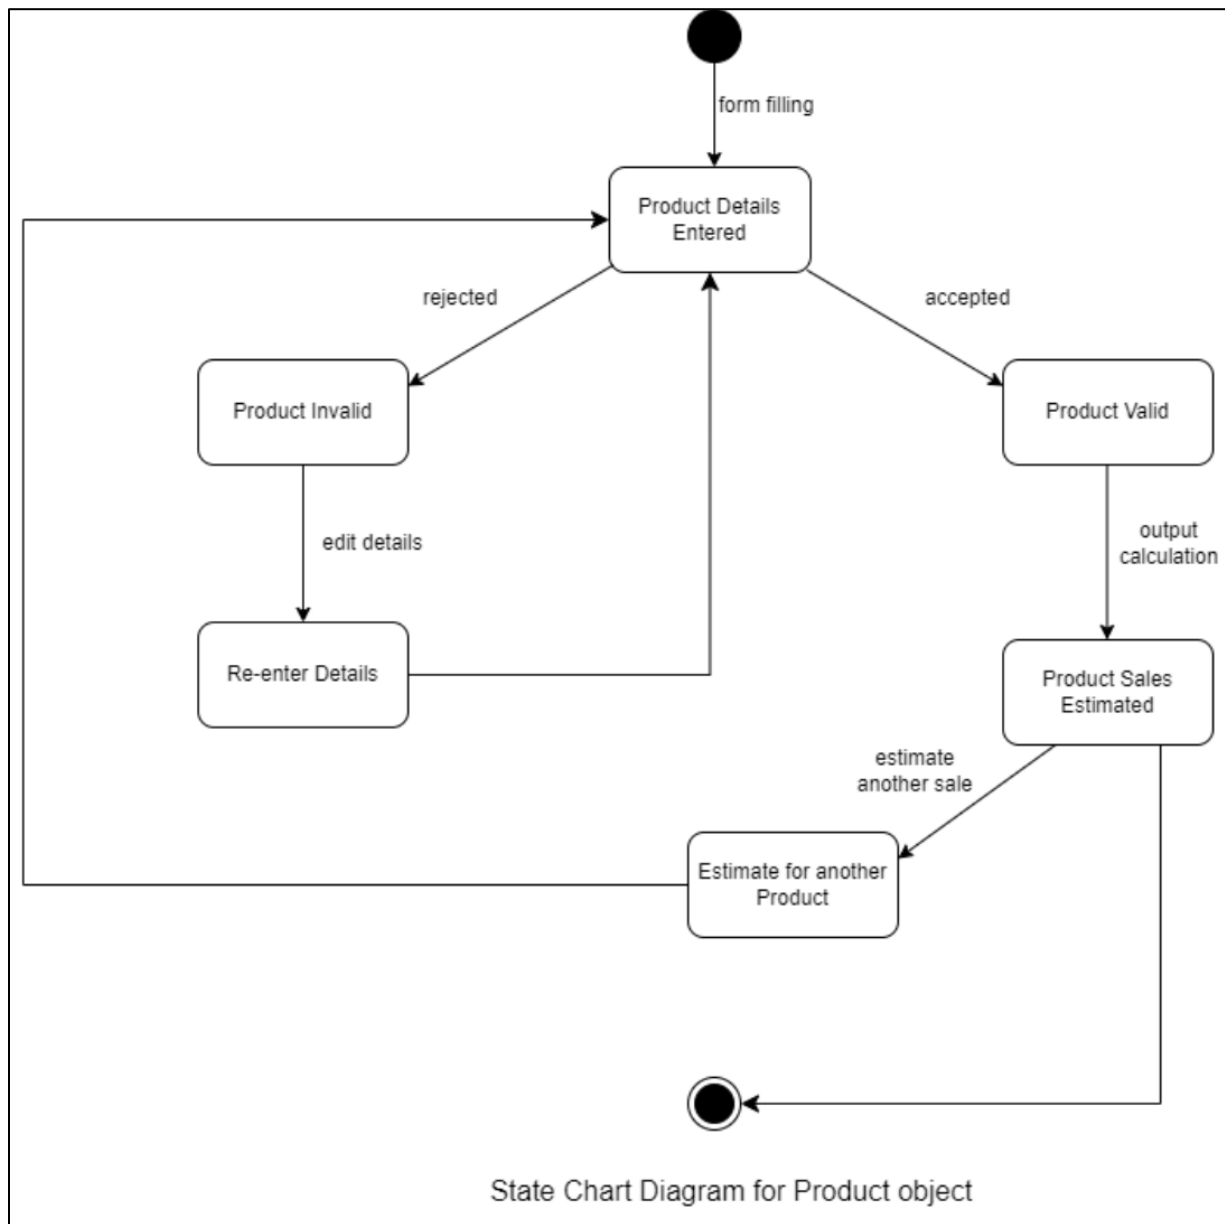 form filling
Product Details
Entered
rejected
accepted
Product Invalid
Product Valid
edit details
output
calculation
Re-enter Details
Product Sales
Estimated
estimate
another sale
Estimate for another
Product
State Chart Diagram for Product object